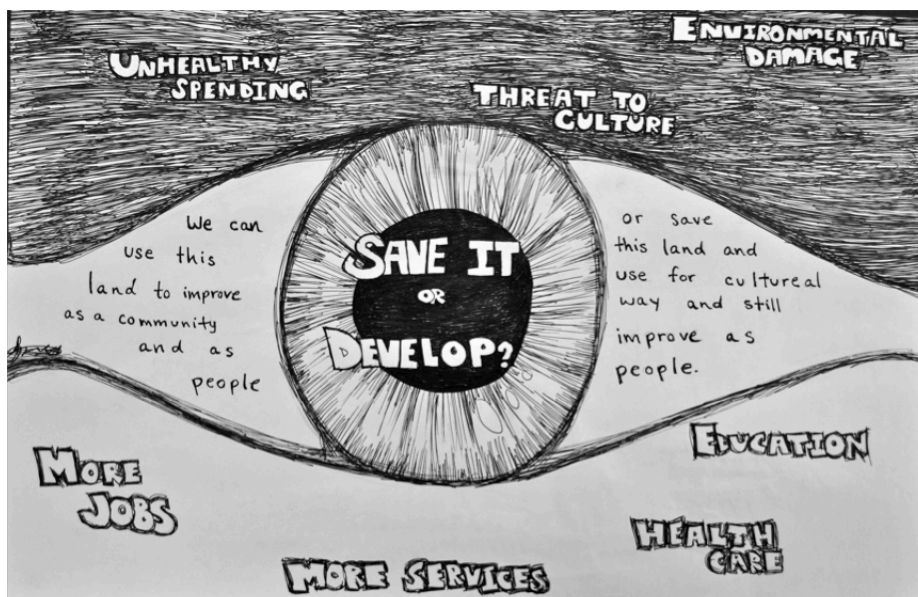 ENVIRONMENTAL
DAMAGE
UNHEALTHY
SPENDING
THREAT TO
CULTURE
We can
use this
land to improve
as a community
and as
people
SAVE IT
OR
DEVELOP?
or save
this land and
use for cultureal
way and still
improve as
people.
MORE
JOBS
EDUCATION
HEALTH
CARE
MORE SERVICES